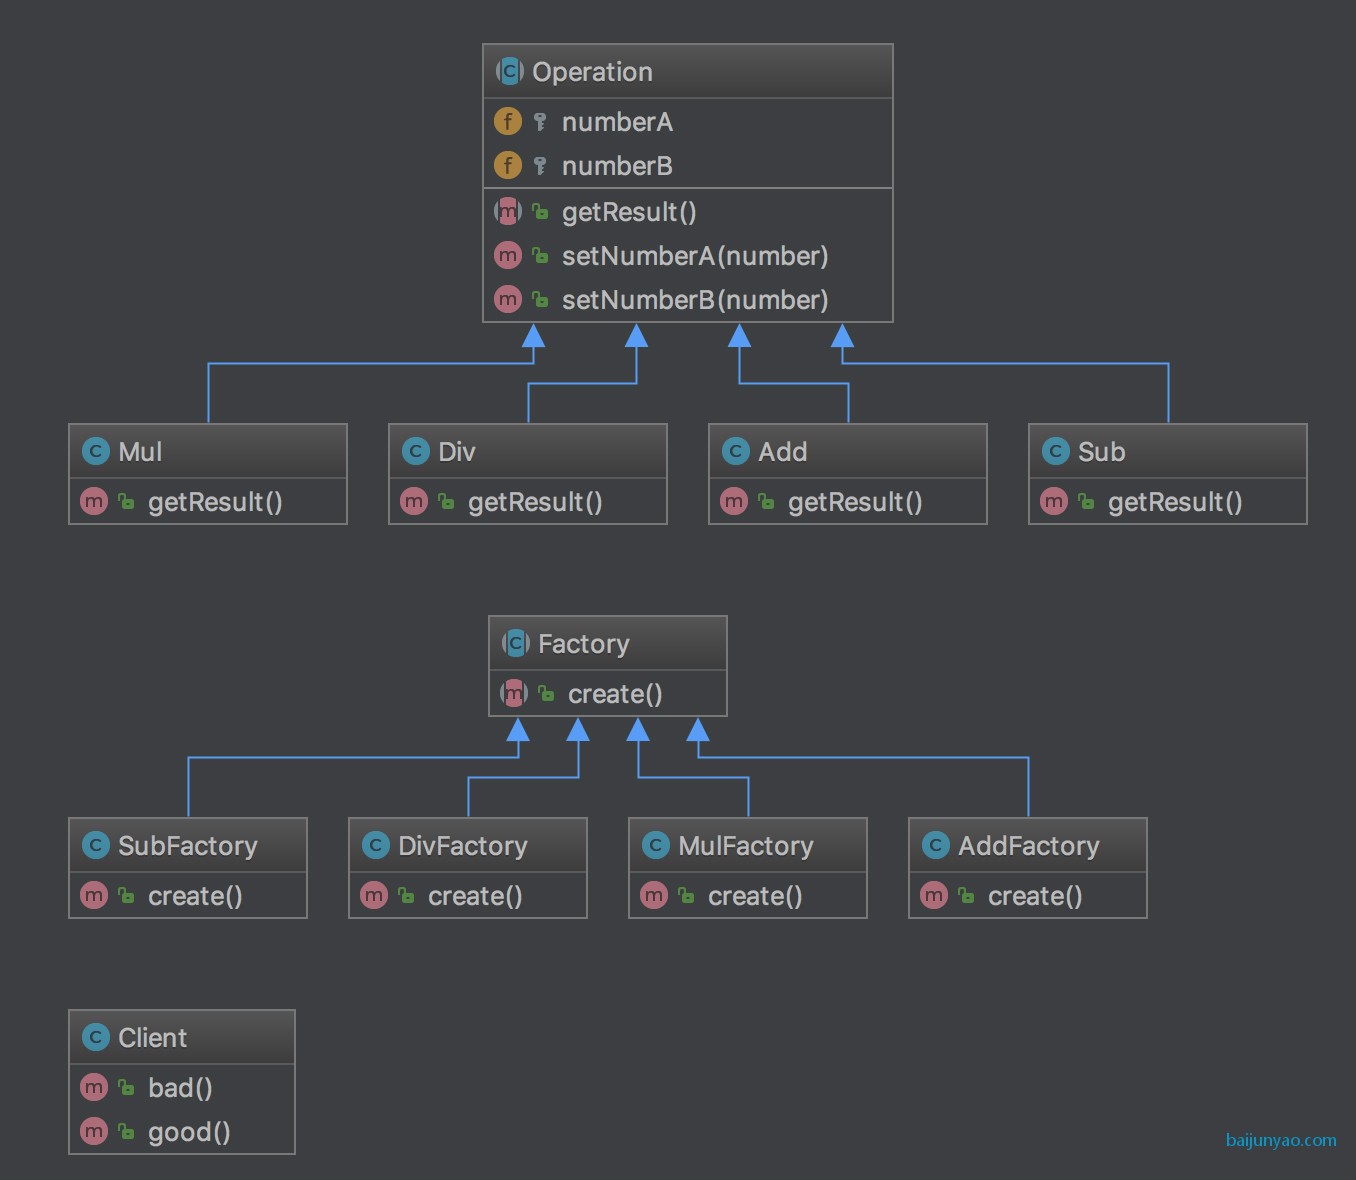 Operation
numberA
numberB
getResult()
setNumberA(number)
setNumberB(number)
Mul
getResult()
Div
getResult()
Add
getResult()
Sub
getResult()
Factory
create()
SubFactory
create()
DivFactory
create()
MulFactory
create()
AddFactory
create()
Client
bad()
good()
baijunyao.com